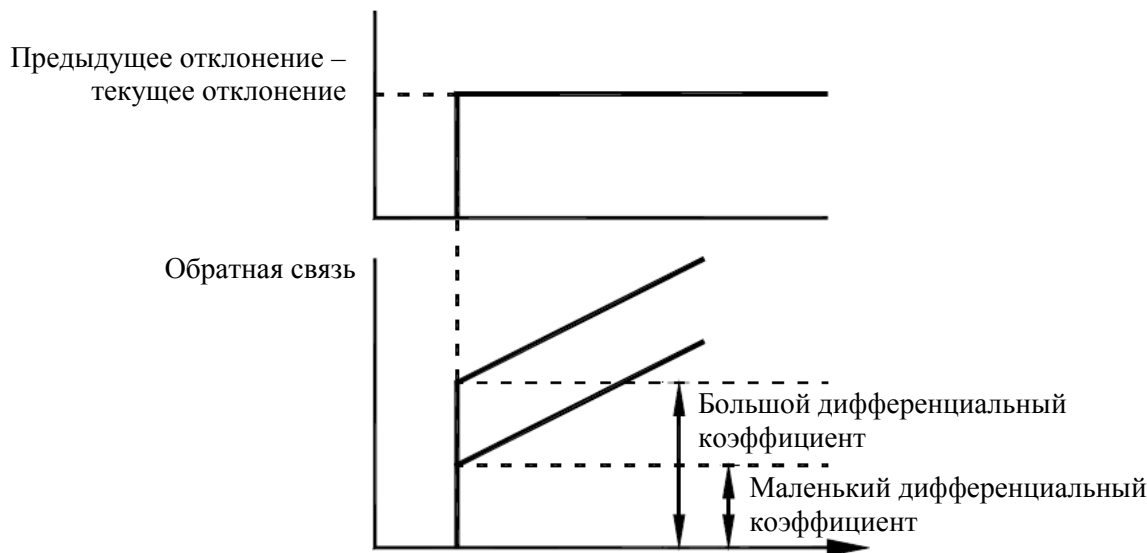 Предыдущее отклонение –
текущее отклонение
Обратная связь
Большой дифференциальный
коэффициент
Маленький дифференциальный
коэффициент